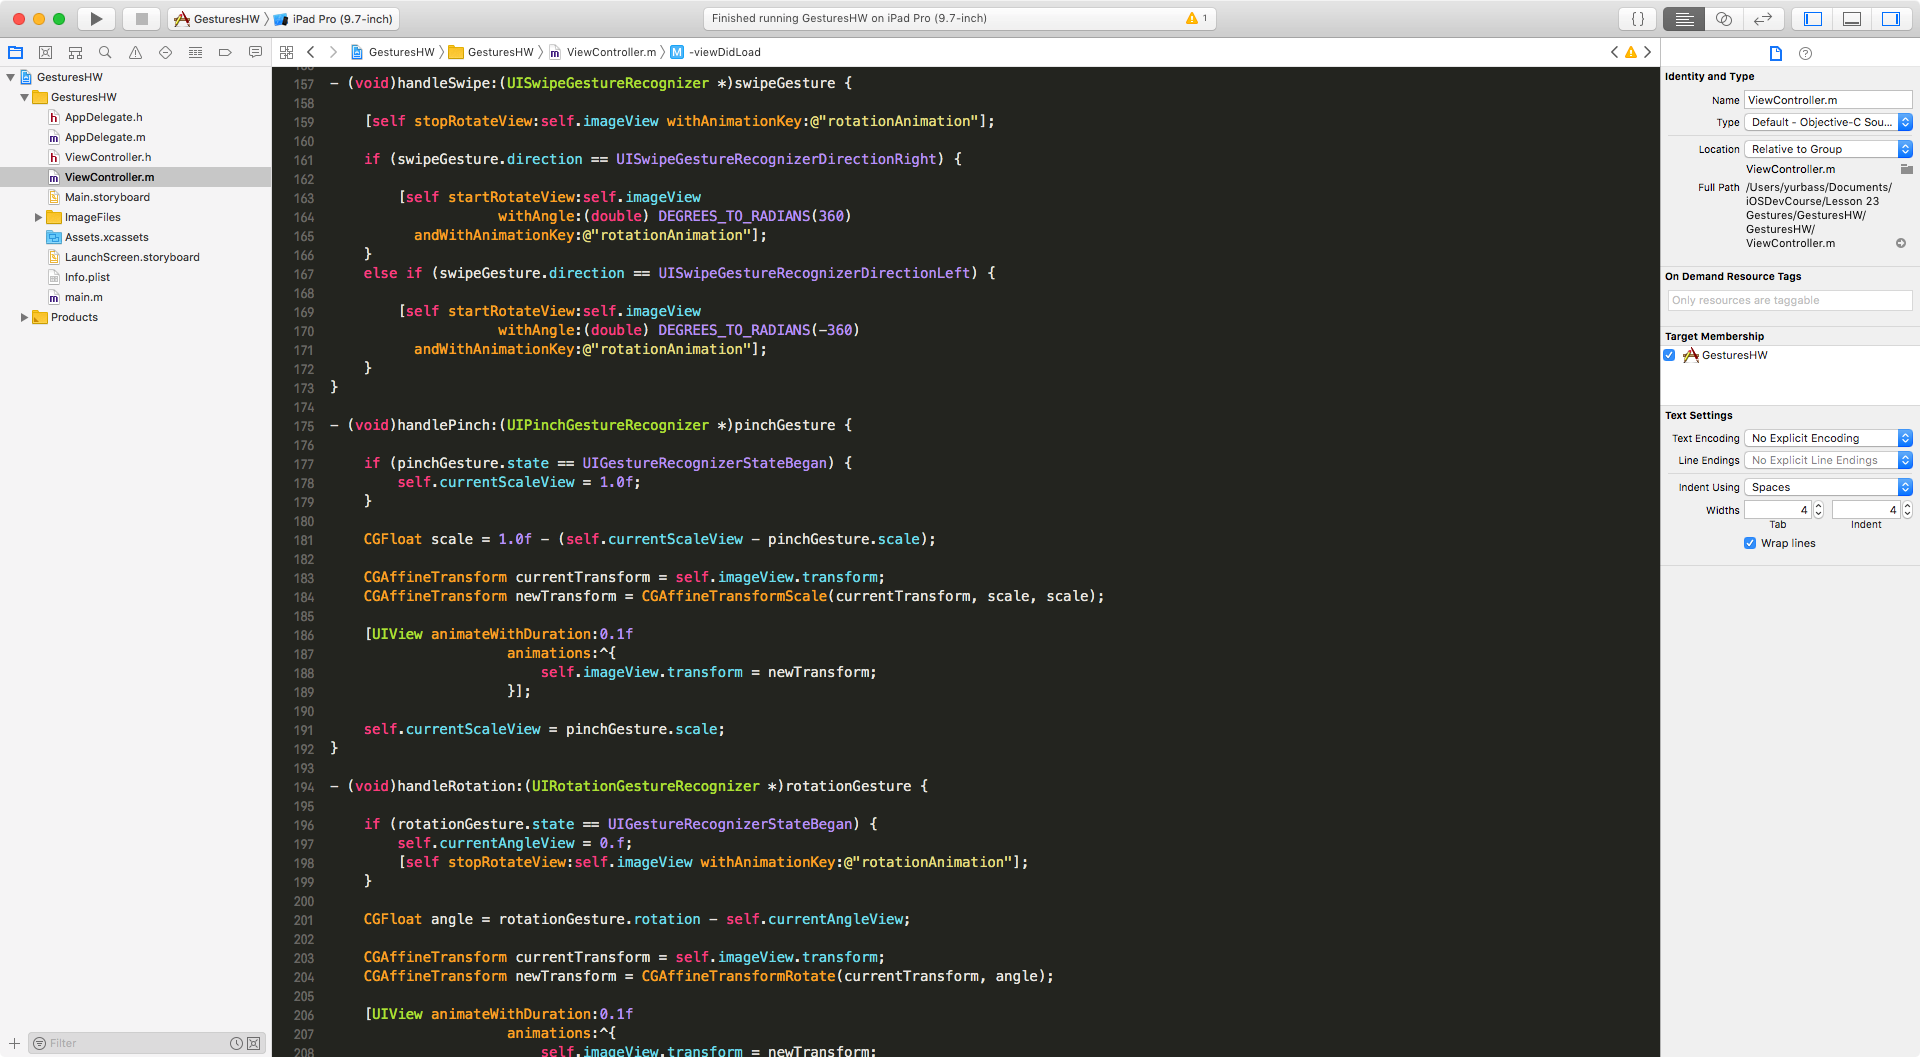 GesturesHW 〉 iPad Pro (9.7-inch)
Finished running GesturesHW on iPad Pro (9.7-inch)
1
{ }
GesturesHW 〉 GesturesHW 〉 ViewController.m 〉 M -viewDidLoad
GesturesHW
GesturesHW
h AppDelegate.h
m AppDelegate.m
h ViewController.h
m ViewController.m
Main.storyboard
ImageFiles
Assets.xcassets
LaunchScreen.storyboard
Info.plist
m main.m
Products
Filter
157 - (void)handleSwipe:(UISwipeGestureRecognizer *)swipeGesture {
158
159     [self stopRotateView:self.imageView withAnimationKey:@"rotationAnimation"];
160
161     if (swipeGesture.direction == UISwipeGestureRecognizerDirectionRight) {
162
163         [self startRotateView:self.imageView
164                     withAngle:(double) DEGREES_TO_RADIANS(360)
165           andWithAnimationKey:@"rotationAnimation"];
166     }
167     else if (swipeGesture.direction == UISwipeGestureRecognizerDirectionLeft) {
168
169         [self startRotateView:self.imageView
170                     withAngle:(double) DEGREES_TO_RADIANS(-360)
171           andWithAnimationKey:@"rotationAnimation"];
172     }
173 }
174
175 - (void)handlePinch:(UIPinchGestureRecognizer *)pinchGesture {
176
177     if (pinchGesture.state == UIGestureRecognizerStateBegan) {
178         self.currentScaleView = 1.0f;
179     }
180
181     CGFloat scale = 1.0f - (self.currentScaleView - pinchGesture.scale);
182
183     CGAffineTransform currentTransform = self.imageView.transform;
184     CGAffineTransform newTransform = CGAffineTransformScale(currentTransform, scale, scale);
185
186     [UIView animateWithDuration:0.1f
187                      animations:^{
188                          self.imageView.transform = newTransform;
189                      }];
190
191     self.currentScaleView = pinchGesture.scale;
192 }
193
194 - (void)handleRotation:(UIRotationGestureRecognizer *)rotationGesture {
195
196     if (rotationGesture.state == UIGestureRecognizerStateBegan) {
197         self.currentAngleView = 0.f;
198         [self stopRotateView:self.imageView withAnimationKey:@"rotationAnimation"];
199     }
200
201     CGFloat angle = rotationGesture.rotation - self.currentAngleView;
202
203     CGAffineTransform currentTransform = self.imageView.transform;
204     CGAffineTransform newTransform = CGAffineTransformRotate(currentTransform, angle);
205
206     [UIView animateWithDuration:0.1f
207                      animations:^{
208                          self.imageView.transform = newTransform;
Identity and Type
Name ViewController.m
Type Default - Objective-C Sou...
Location Relative to Group
ViewController.m
Full Path /Users/yurbass/Documents/
iOSDevCourse/Lesson 23
Gestures/GesturesHW/
GesturesHW/
ViewController.m
On Demand Resource Tags
Only resources are taggable
Target Membership
GesturesHW
Text Settings
Text Encoding No Explicit Encoding
Line Endings No Explicit Line Endings
Indent Using Spaces
Widths 4 4
Tab Indent
Wrap lines